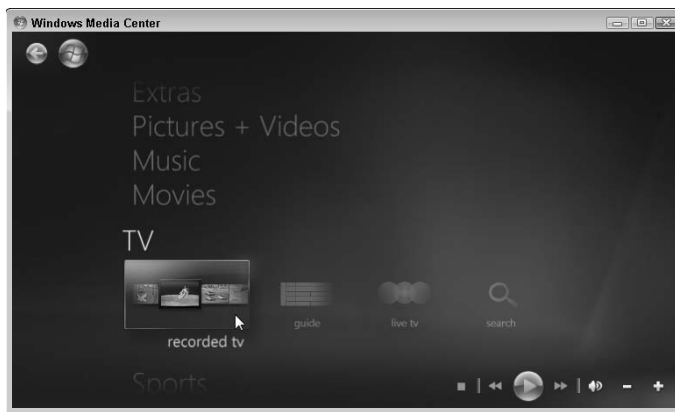 Windows Media Center
Extras
Pictures + Videos
Music
Movies
TV
recorded tv
guide
live tv
search
Sports